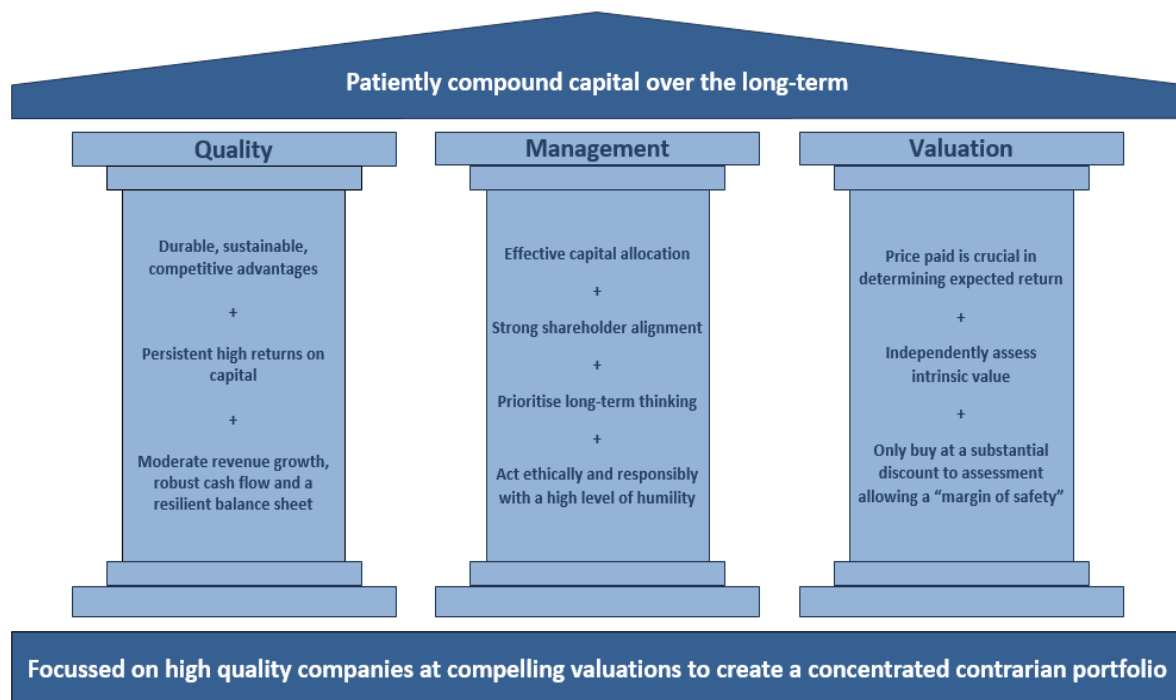 Patiently compound capital over the long-term
Quality
Durable, sustainable,
competitive advantages
+
Persistent high returns on
capital
+
Moderate revenue growth,
robust cash flow and a
resilient balance sheet
Management
Effective capital allocation
+
Strong shareholder alignment
+
Prioritise long-term thinking
+
Act ethically and responsibly
with a high level of humility
Valuation
Price paid is crucial in
determining expected return
+
Independently assess
intrinsic value
+
Only buy at a substantial
discount to assessment
allowing a “margin of safety”
Focussed on high quality companies at compelling valuations to create a concentrated contrarian portfolio